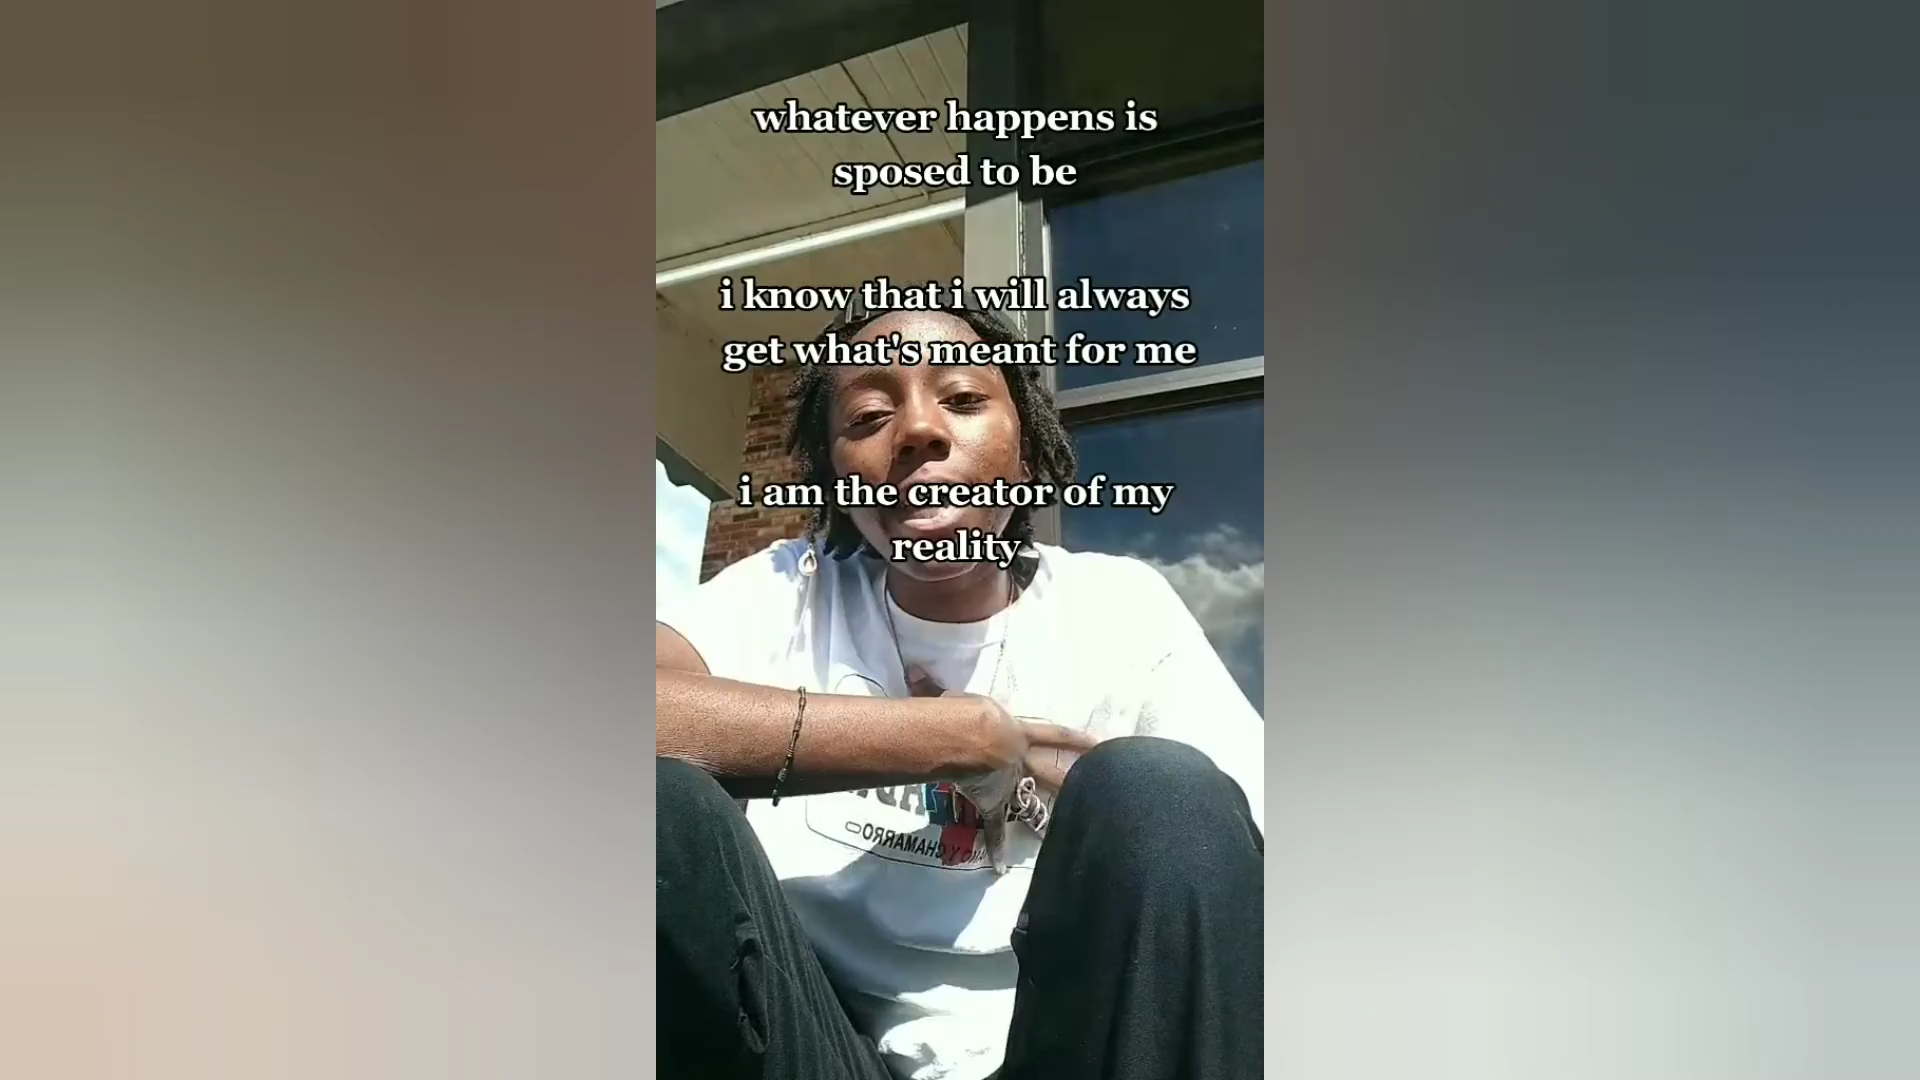 whatever happens is
sposed to be
i know that i will always
get what's meant for me
i am the creator of my
reality
Y CHAMARRO